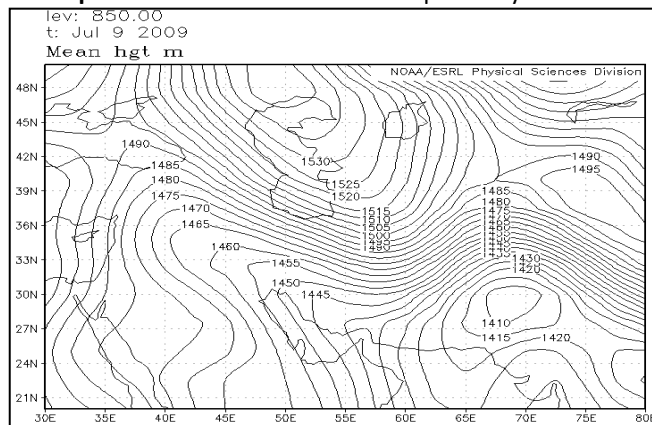 lev: 850.00
t: Jul 9 2009
Mean hgt m
NOAA/ESRL Physical Sciences Division
48N
45N
42N
39N
36N
33N
30N
27N
24N
21N
1490
1485
1480
1475
1470
1465
1460
1455
1450
1445
1530
1525
1520
1515
1510
1505
1500
1495
1490
1490
1495
1485
1480
1475
1430
1420
1410
1415
1420
30E 35E 40E 45E 50E 55E 60E 65E 70E 75E 80E